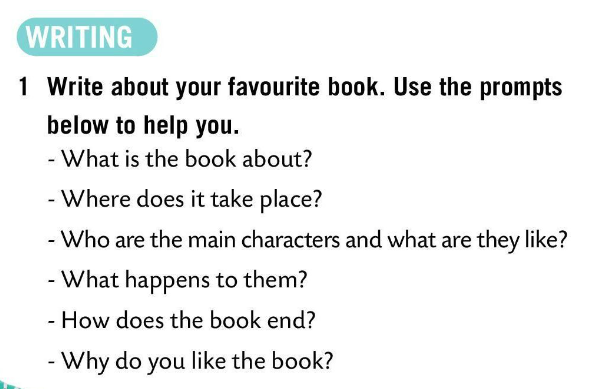 WRITING
1 Write about your favourite book. Use the prompts
below to help you.
- What is the book about?
- Where does it take place?
- Who are the main characters and what are they like?
- What happens to them?
- How does the book end?
- Why do you like the book?